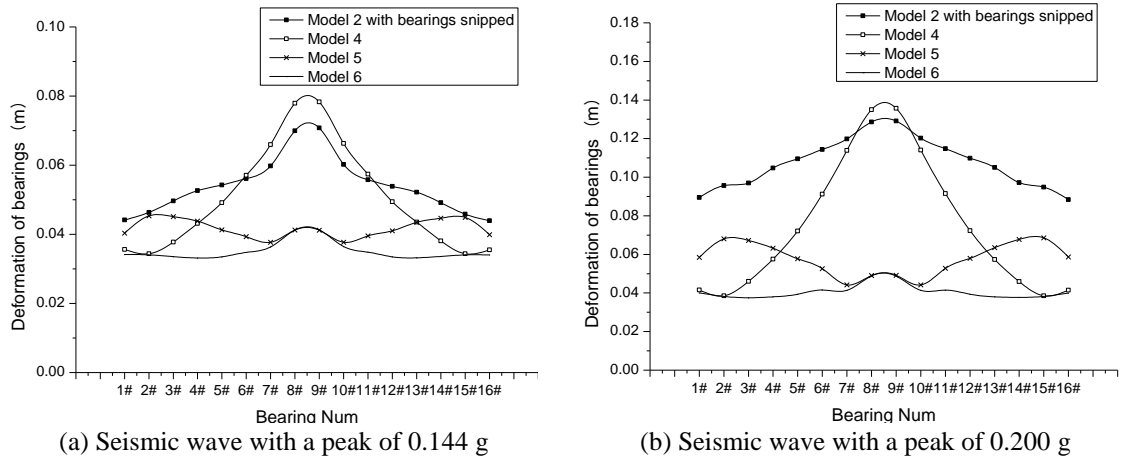 Model 2 with bearings snipped
Model 4
Model 5
Model 6
0.10
0.08
0.06
0.04
0.02
0.00
Deformation of bearings (m)
1# 2# 3# 4# 5# 6# 7# 8# 9# 10# 11# 12# 13# 14# 15# 16#
Bearing Num
(a) Seismic wave with a peak of 0.144 g
Model 2 with bearings snipped
Model 4
Model 5
Model 6
0.18
0.16
0.14
0.12
0.10
0.08
0.06
0.04
0.02
0.00
Deformation of bearings (m)
1# 2# 3# 4# 5# 6# 7# 8# 9# 10# 11# 12# 13# 14# 15# 16#
Bearing Num
(b) Seismic wave with a peak of 0.200 g